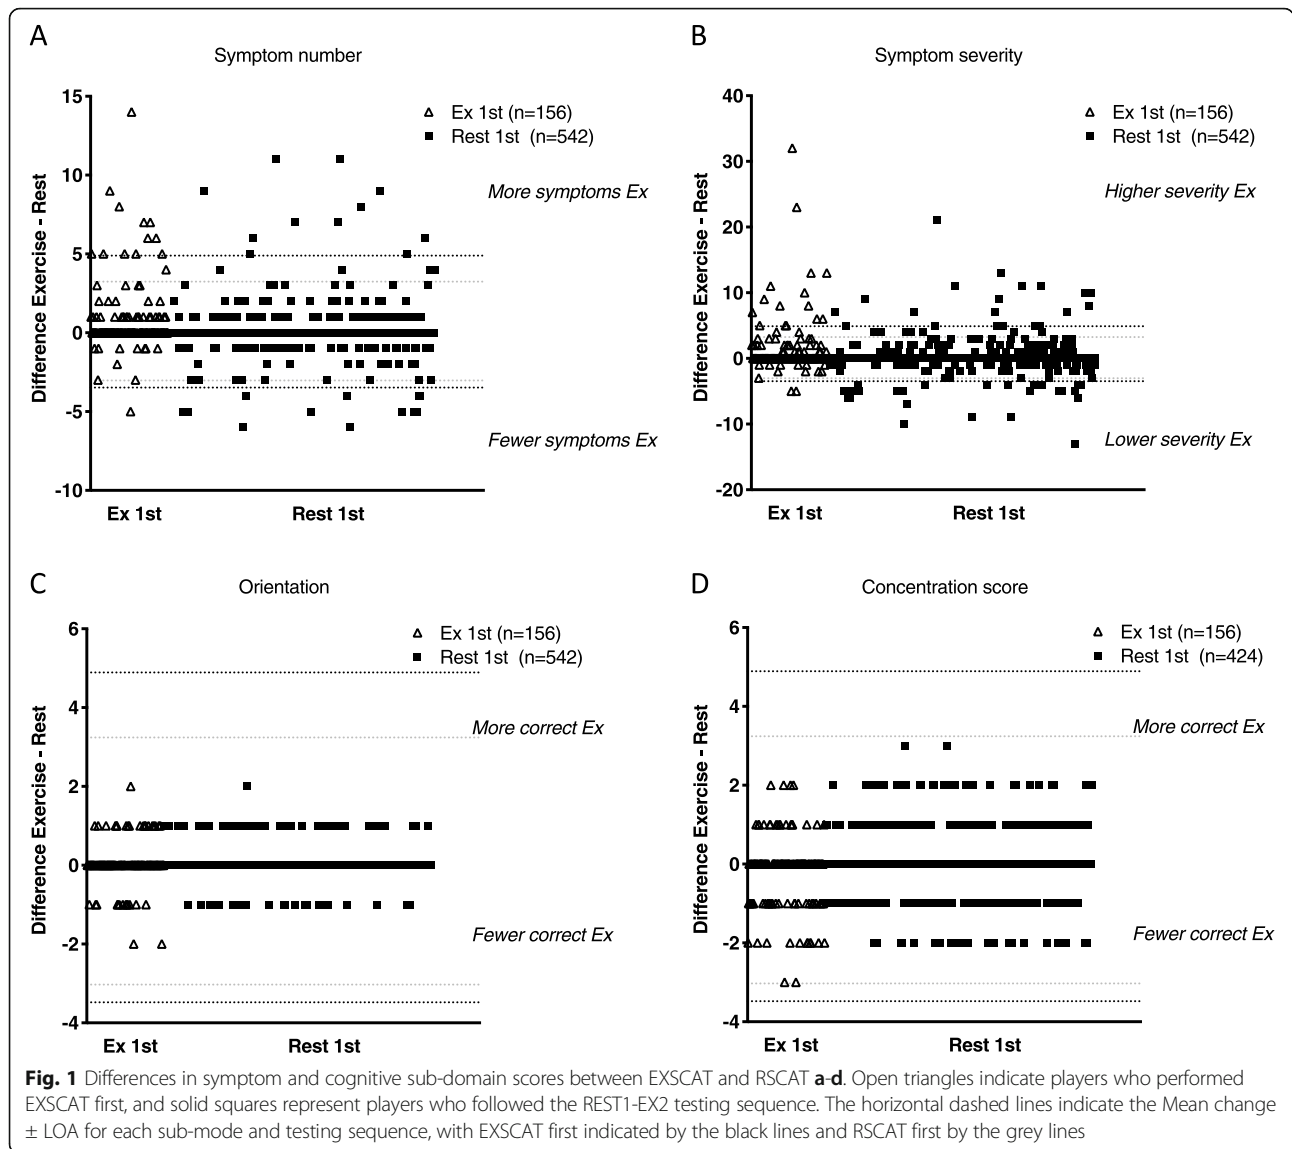 A
Symptom number
15
10
5
0
-5
-10
Difference Exercise - Rest
Ex 1st (n=156)
Rest 1st (n=542)
More symptoms Ex
Fewer symptoms Ex
Ex 1st
Rest 1st
B
Symptom severity
40
30
20
10
0
-10
-20
Difference Exercise - Rest
Ex 1st (n=156)
Rest 1st (n=542)
Higher severity Ex
Lower severity Ex
Ex 1st
Rest 1st
C
Orientation
6
4
2
0
-2
-4
Difference Exercise - Rest
Ex 1st (n=156)
Rest 1st (n=542)
More correct Ex
Fewer correct Ex
Ex 1st
Rest 1st
D
Concentration score
6
4
2
0
-2
-4
Difference Exercise - Rest
Ex 1st (n=156)
Rest 1st (n=424)
More correct Ex
Fewer correct Ex
Ex 1st
Rest 1st
Fig. 1 Differences in symptom and cognitive sub-domain scores between EXSCAT and RSCAT a-d. Open triangles indicate players who performed
EXSCAT first, and solid squares represent players who followed the REST1-EX2 testing sequence. The horizontal dashed lines indicate the Mean change
± LOA for each sub-mode and testing sequence, with EXSCAT first indicated by the black lines and RSCAT first by the grey lines